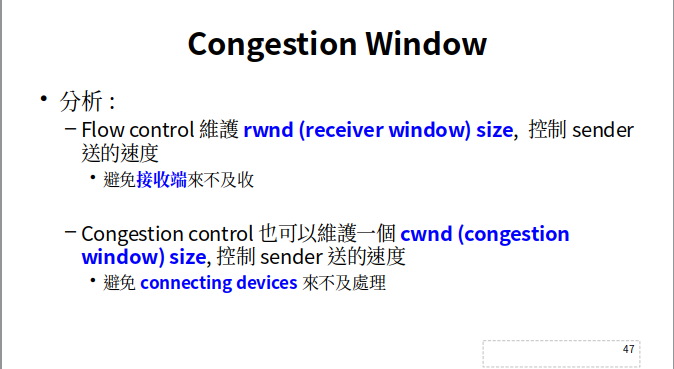 Congestion Window
• 分析：
– Flow control 維護 rwnd (receiver window) size, 控制 sender
送的速度
• 避免接收端來不及收
– Congestion control 也可以維護一個 cwnd (congestion
window) size, 控制 sender 送的速度
• 避免 connecting devices 來不及處理
47